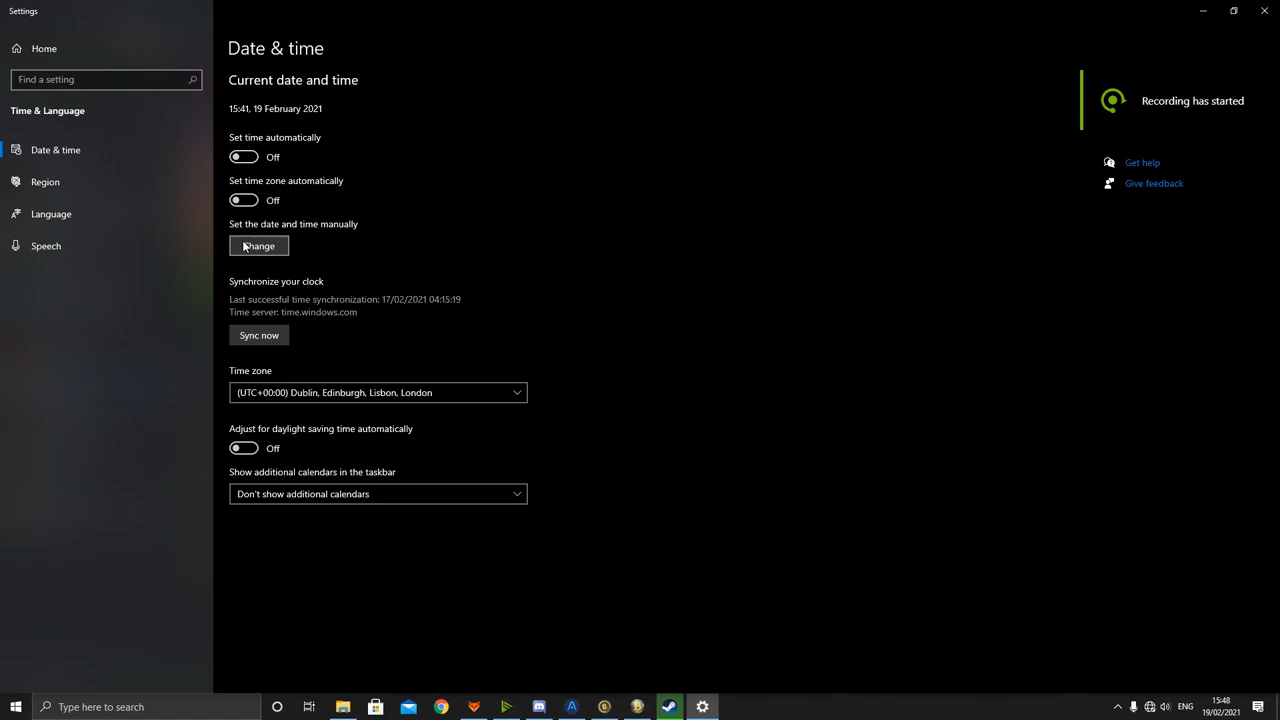 Settings
Home
Find a setting
Time & Language
Date & time
Region
Language
Speech
Date & time
Current date and time
15:41, 19 February 2021
Set time automatically
Off
Set time zone automatically
Off
Set the date and time manually
Change
Synchronize your clock
Last successful time synchronization: 17/02/2021 04:15:19
Time server: time.windows.com
Sync now
Time zone
(UTC+00:00) Dublin, Edinburgh, Lisbon, London
Adjust for daylight saving time automatically
Off
Show additional calendars in the taskbar
Don't show additional calendars
Recording has started
Get help
Give feedback
Type here to search
ENG
15:48
19/02/2021